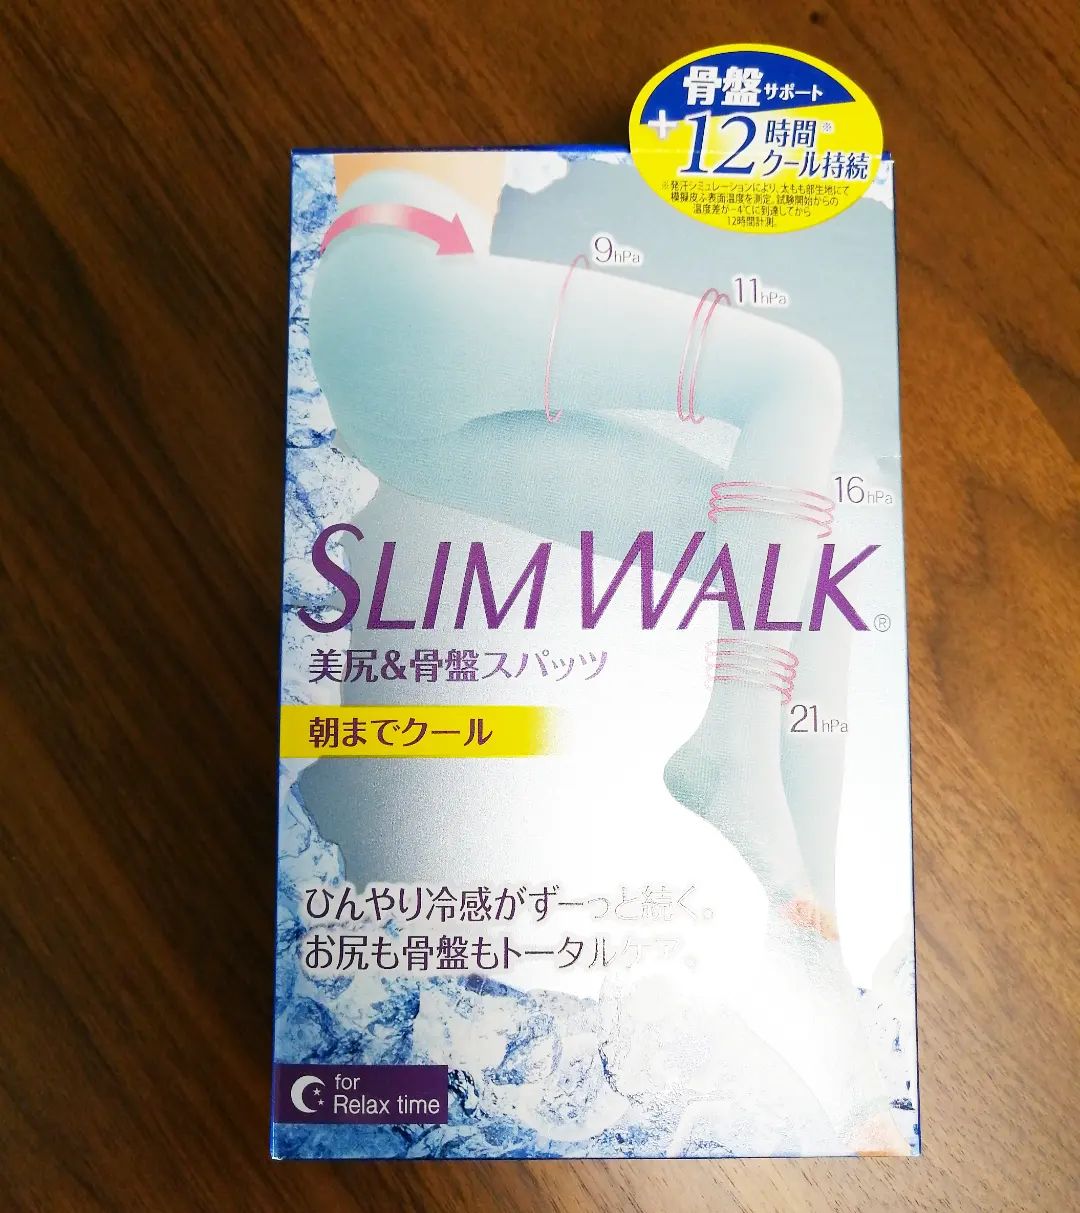 骨盤サポート
+12時間※
クール持続
※発汗シミュレーションにより、太もも部生地にて
模擬皮ふ表面温度を測定。試験開始からの
温度差が-4℃に到達してから
12時間計測。
9hPa
11hPa
16hPa
SLIM WALK®
美尻&骨盤スパッツ
21hPa
朝までクール
ひんやり冷感がずーっと続く。
お尻も骨盤もトータルケア。
for
Relax time